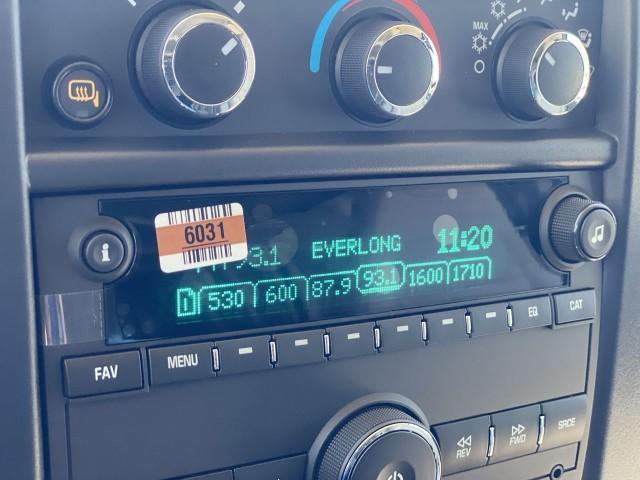 MAX
6031
93.1 EVERLONG 11:20
530 600 87.9 93.1 1600 1710
FAV MENU EQ CAT
REV FWD SRCE